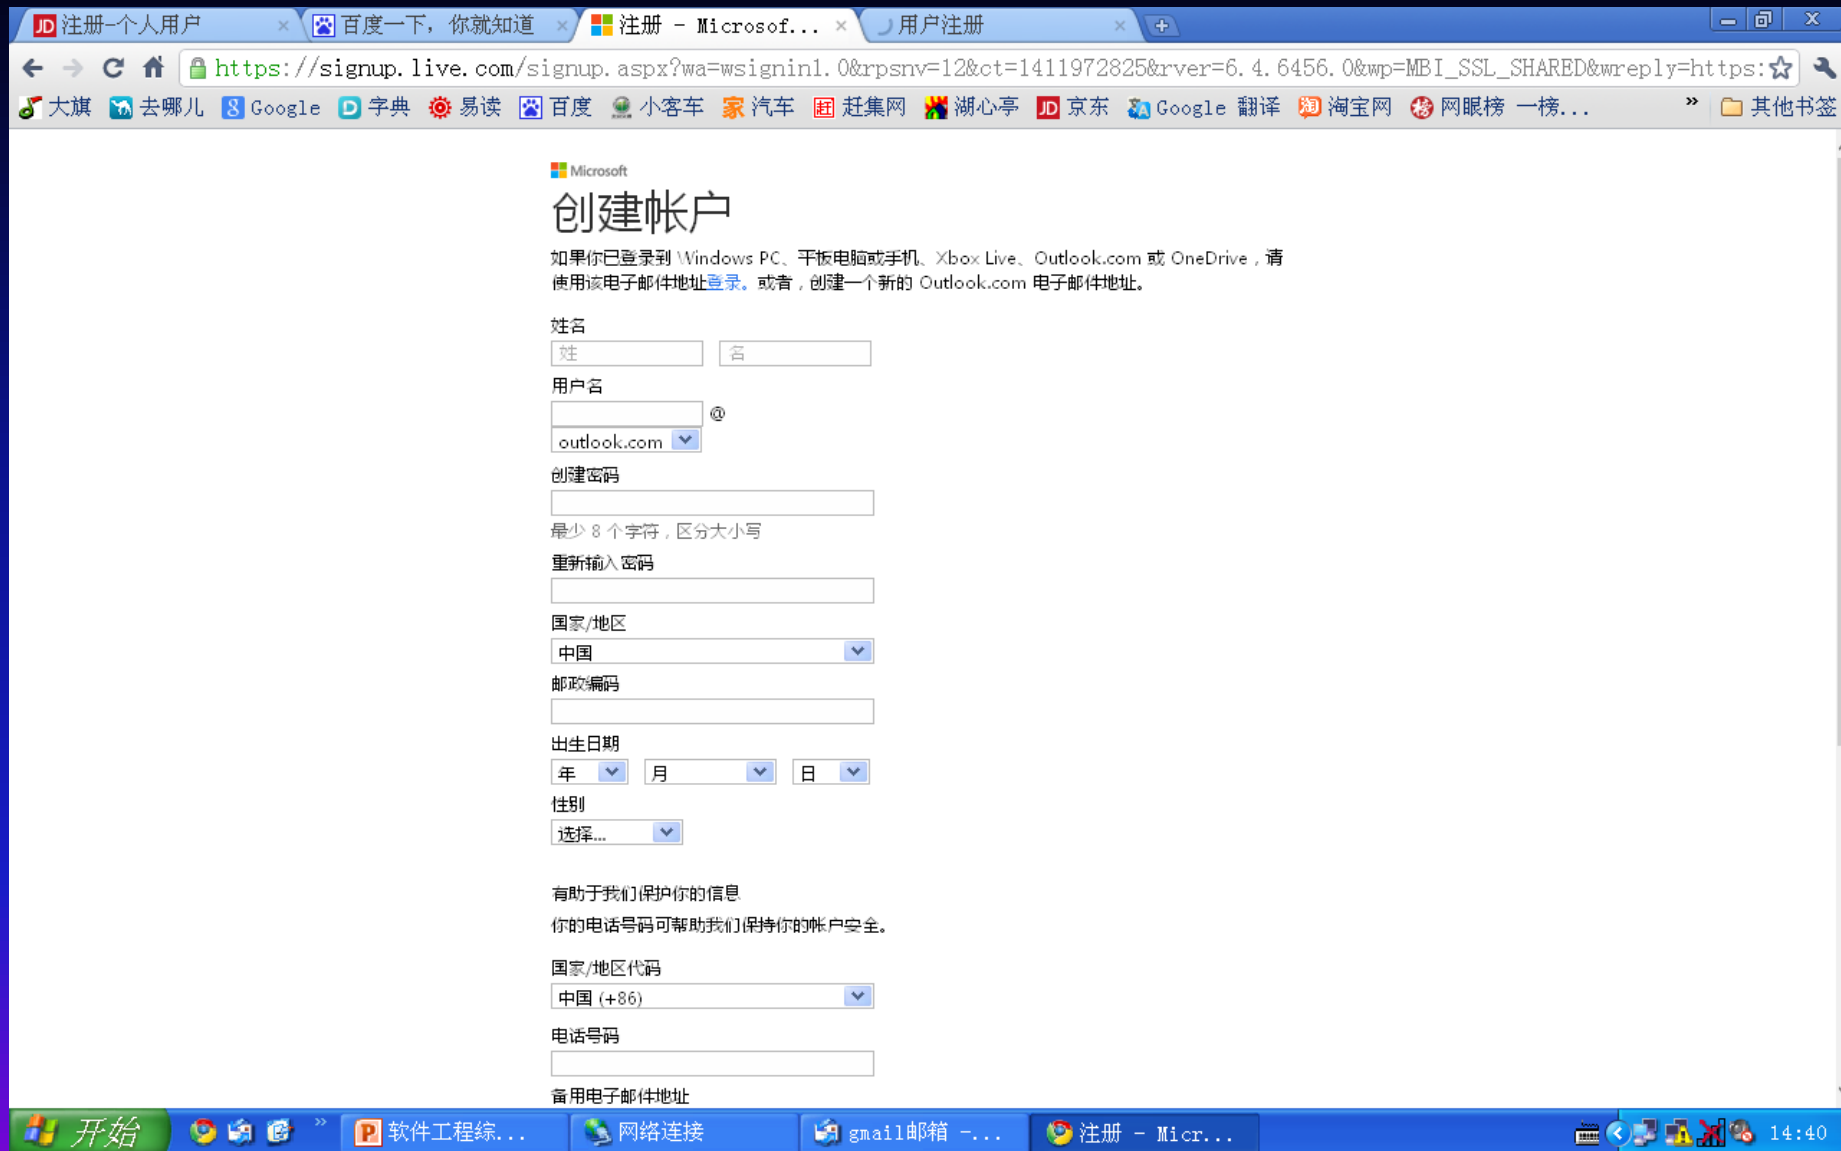 注册-个人用户
百度一下，你就知道
注册 - Microsof...
用户注册
https://signup.live.com/signup.aspx?wa=wsignin1.0&rpsnv=12&ct=1411972825&rver=6.4.6456.0&wp=MBI_SSL_SHARED&wreply=https:
大旗 去哪儿 Google 字典 易读 百度 小客车 汽车 赶集网 湖心亭 京东 Google 翻译 淘宝网 网眼榜 一榜... » 其他书签
Microsoft
创建帐户
如果你已登录到 Windows PC、平板电脑或手机、Xbox Live、Outlook.com 或 OneDrive，请
使用该电子邮件地址登录。或者，创建一个新的 Outlook.com 电子邮件地址。
姓名
姓 名
用户名
@
outlook.com
创建密码
最少 8 个字符，区分大小写
重新输入密码
国家/地区
中国
邮政编码
出生日期
年 月 日
性别
选择...
有助于我们保护你的信息
你的电话号码可帮助我们保持你的帐户安全。
国家/地区代码
中国 (+86)
电话号码
备用电子邮件地址
开始 » 软件工程综... 网络连接 gmail邮箱 -... 注册 - Micr... 14:40